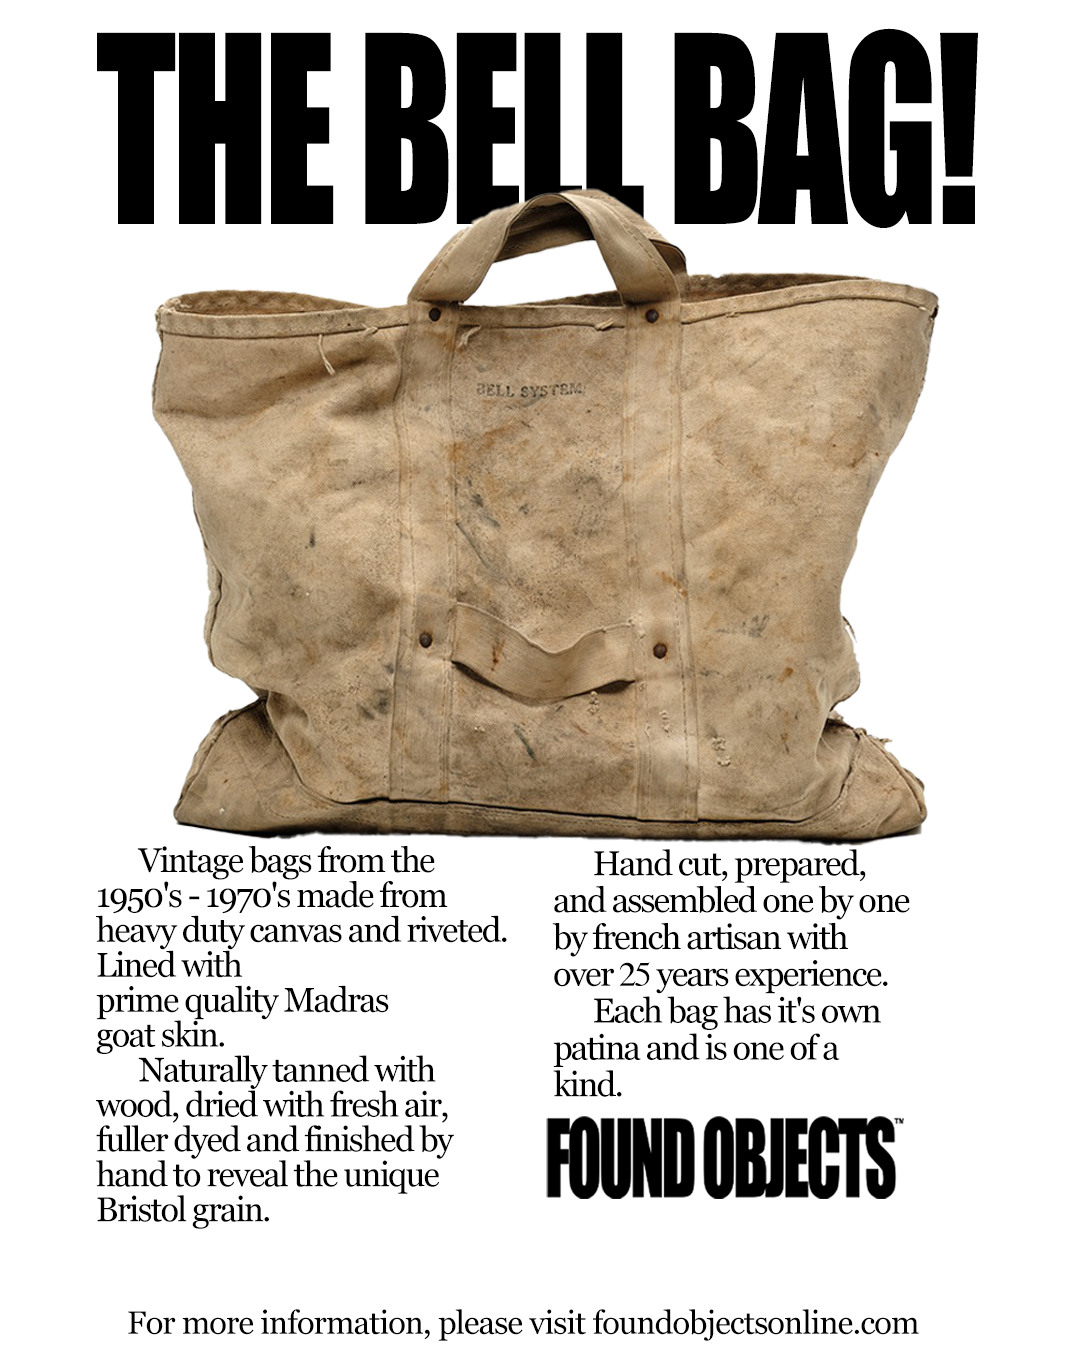 THE BELL BAG!
BELL SYSTEM
Vintage bags from the
1950's - 1970's made from
heavy duty canvas and riveted.
Lined with
prime quality Madras
goat skin.
Naturally tanned with
wood, dried with fresh air,
fuller dyed and finished by
hand to reveal the unique
Bristol grain.
Hand cut, prepared,
and assembled one by one
by french artisan with
over 25 years experience.
Each bag has it's own
patina and is one of a
kind.
FOUND OBJECTS™
For more information, please visit foundobjectsonline.com